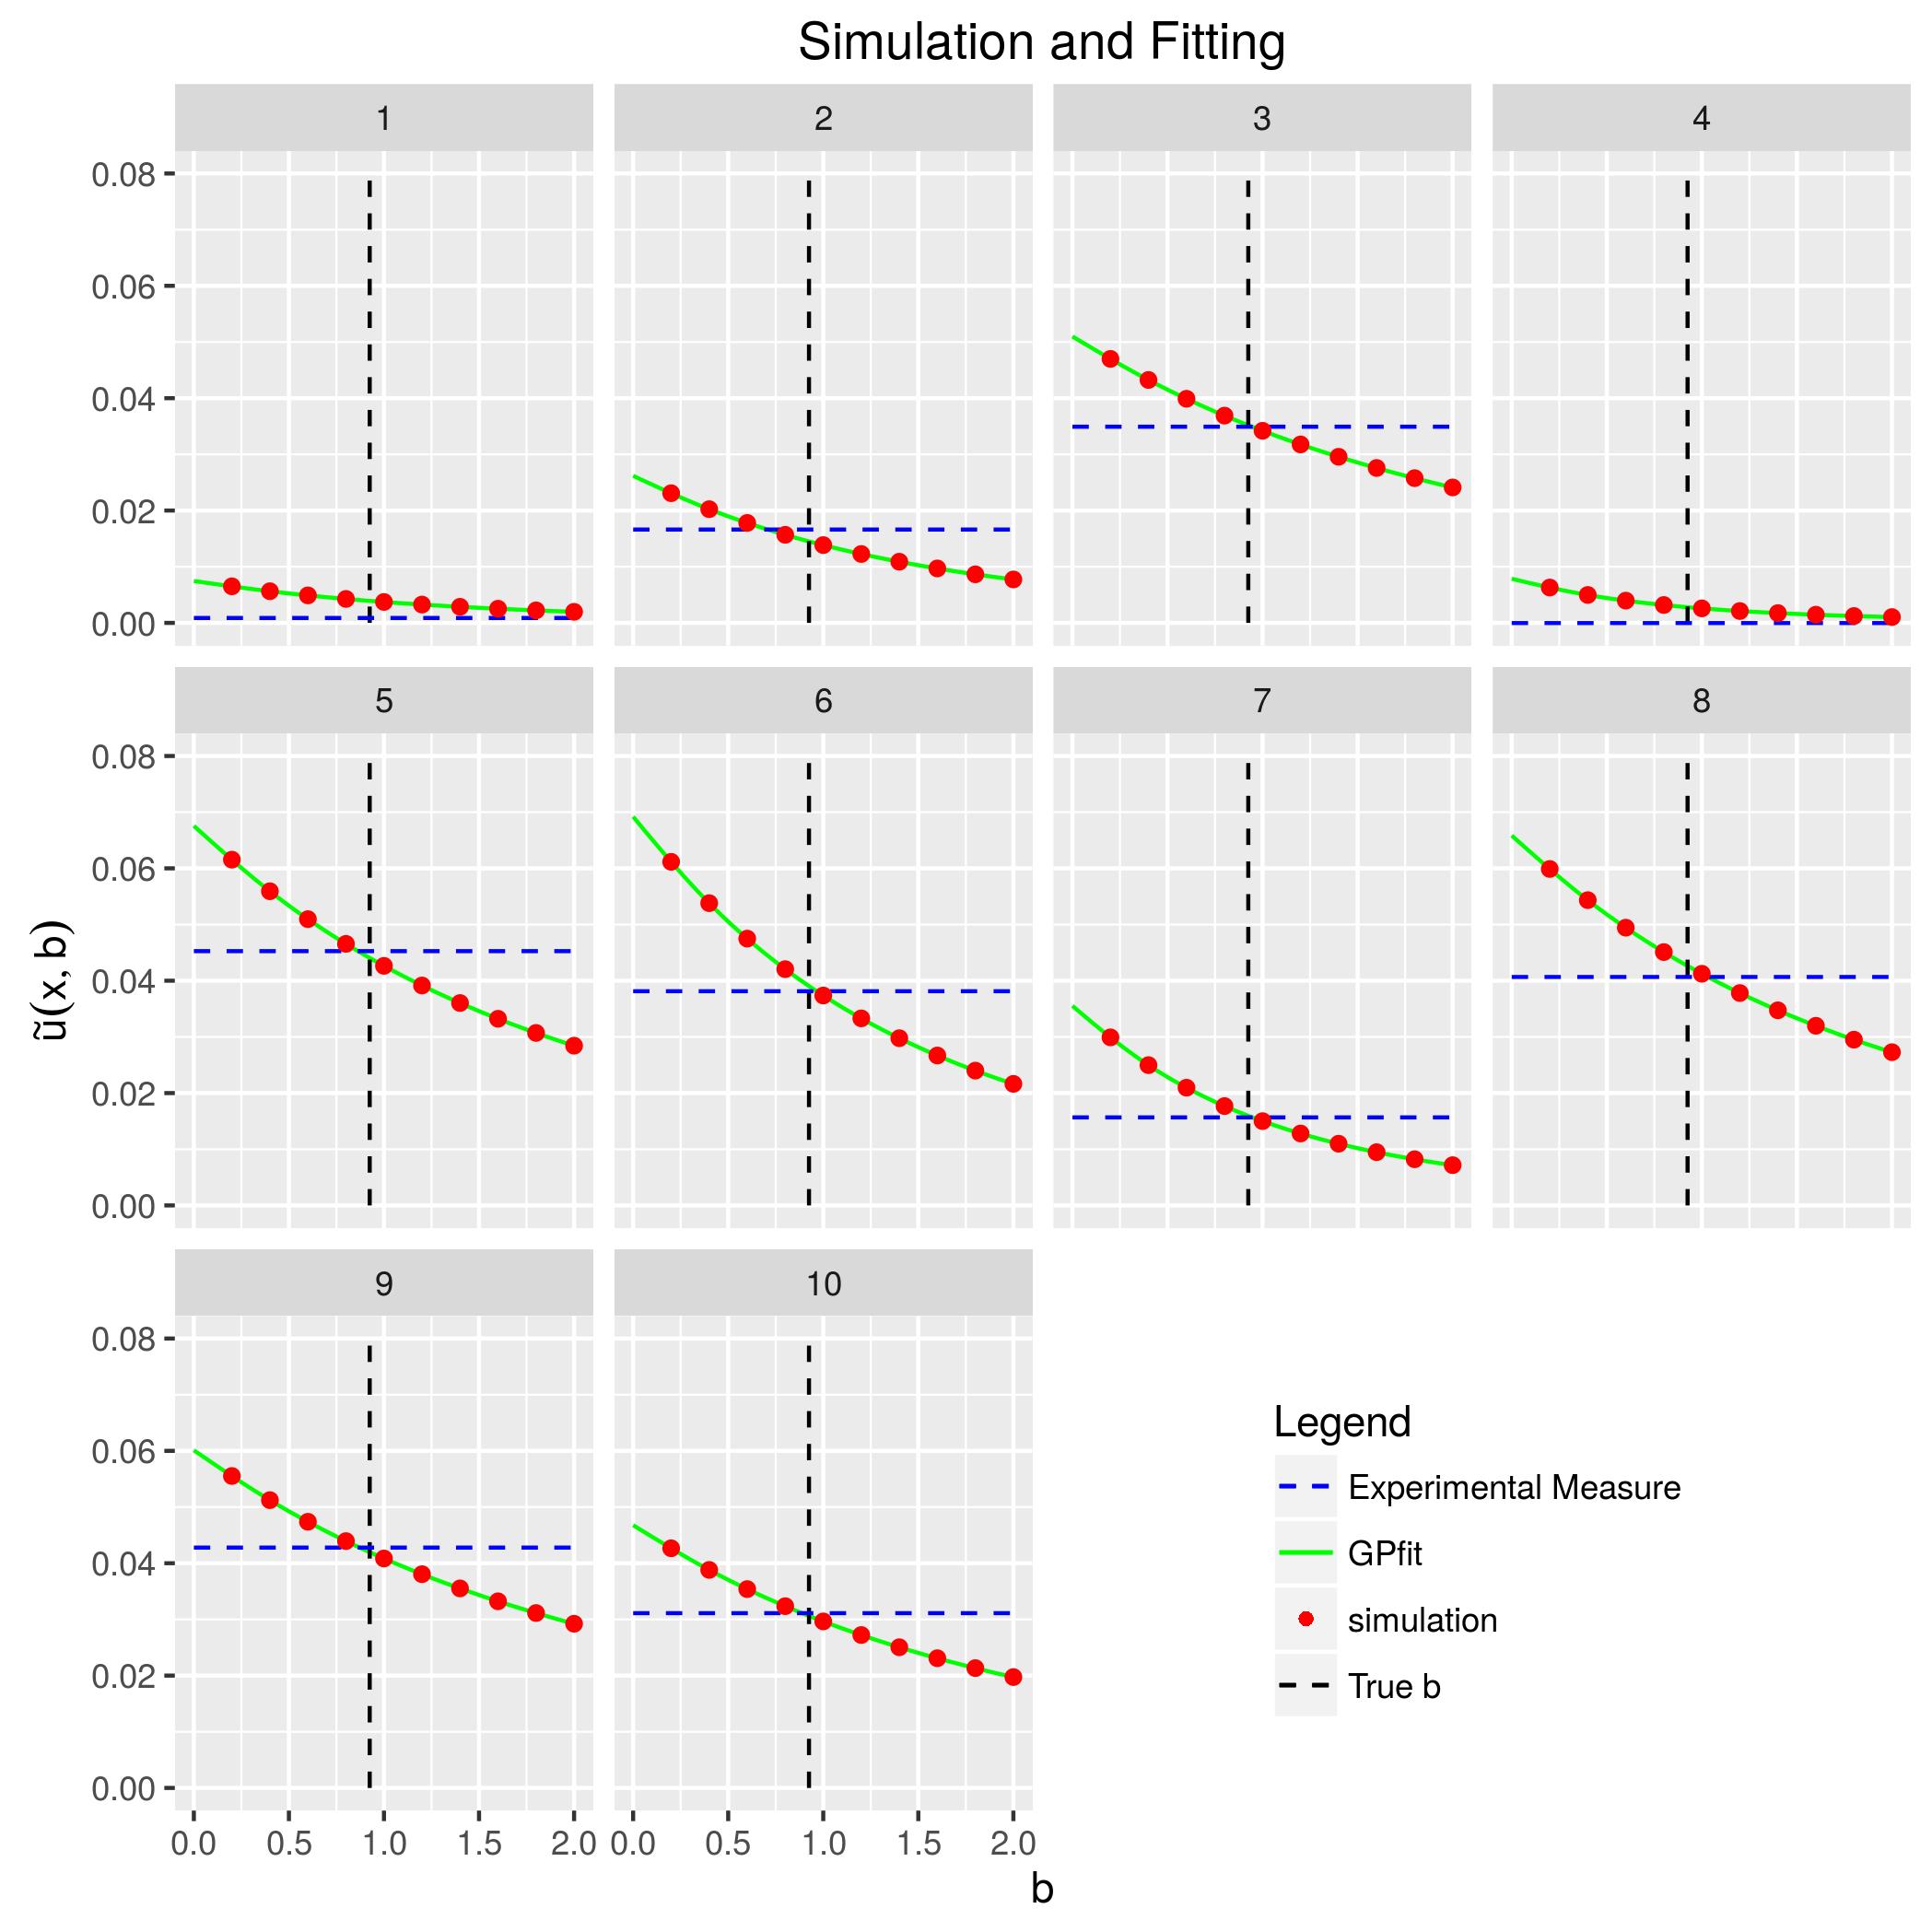 Simulation and Fitting
1 2 3 4
0.08
0.06
0.04
0.02
0.00
5 6 7 8
0.08
0.06
0.04
0.02
0.00
ũ(x, b)
9 10
0.08
0.06
0.04
0.02
0.00
0.0 0.5 1.0 1.5 2.0 0.0 0.5 1.0 1.5 2.0
b
Legend
Experimental Measure
GPfit
simulation
True b